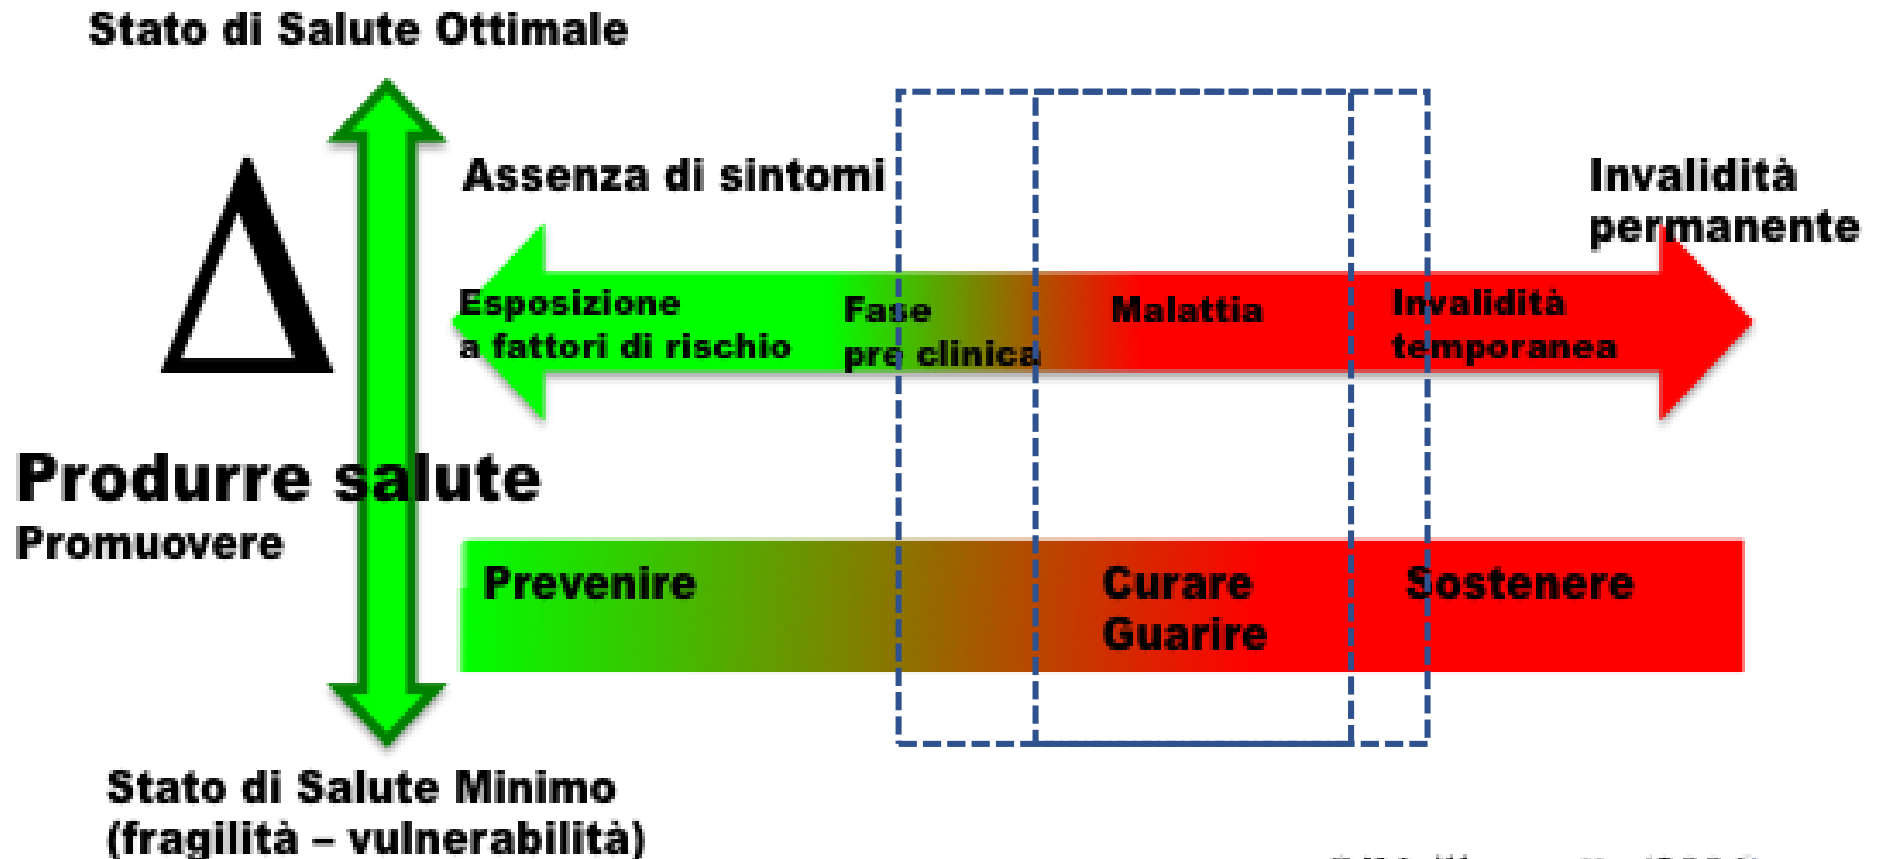 Stato di Salute Ottimale
Assenza di sintomi
Invalidità
permanente
Δ
Esposizione
a fattori di rischio
Fase
pre clinica
Malattia
Invalidità
temporanea
Produrre salute
Promuovere
Prevenire
Curare
Guarire
Sostenere
Stato di Salute Minimo
(fragilità – vulnerabilità)